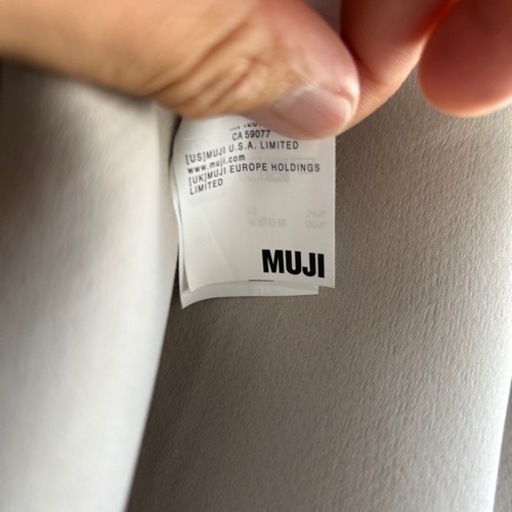 CA 59077
[US]MUJI U.S.A. LIMITED
www.muji.com
[UK]MUJI EUROPE HOLDINGS
LIMITED
MUJI